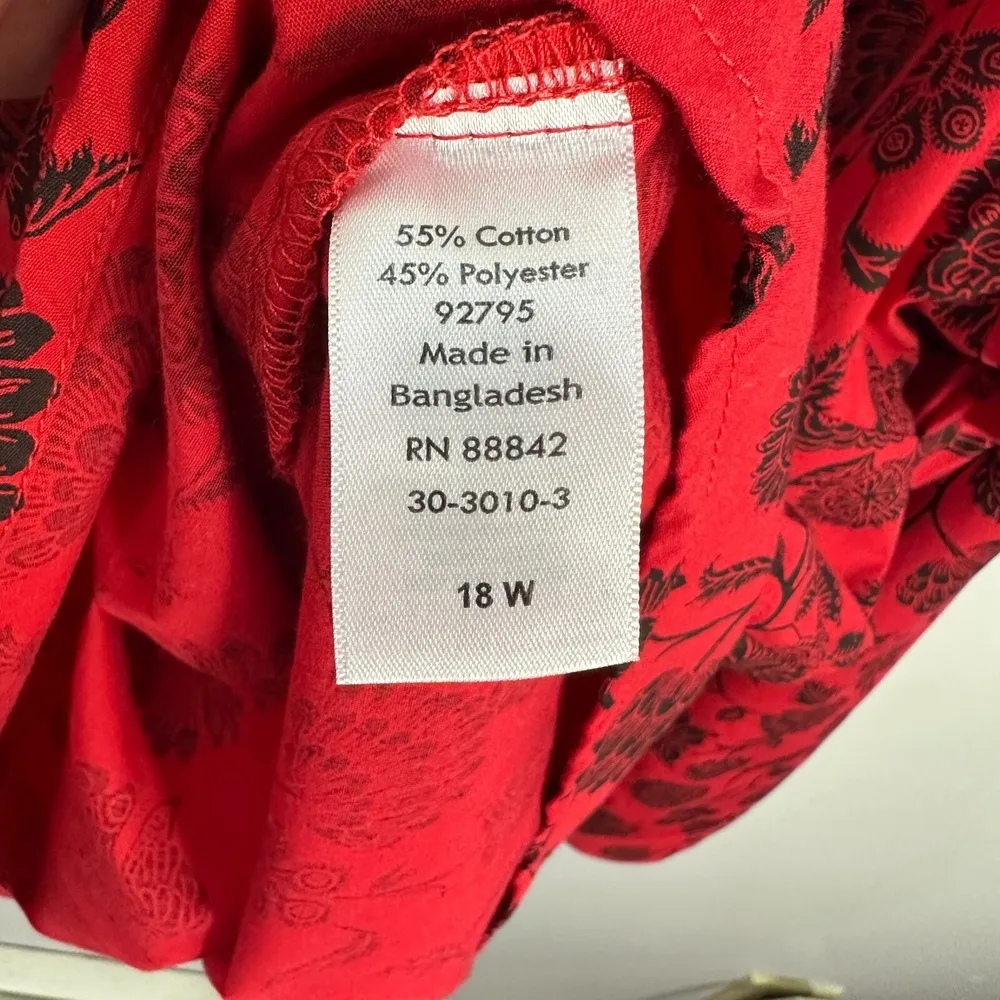 55% Cotton
45% Polyester
92795
Made in
Bangladesh
RN 88842
30-3010-3
18 W